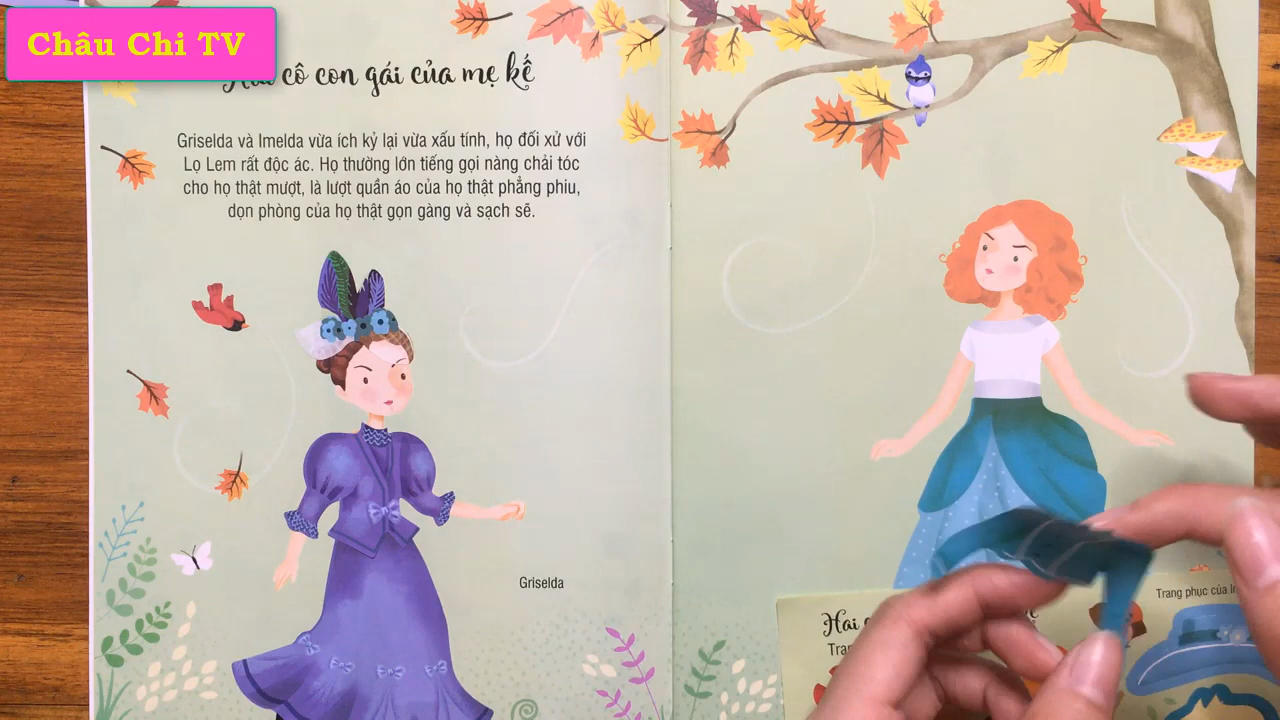 Châu Chi TV
cô con gái của mẹ kế
Griselda và Imelda vừa ích kỷ lại vừa xấu tính, họ đối xử với
Lọ Lem rất độc ác. Họ thường lớn tiếng gọi nàng chải tóc
cho họ thật mượt, là lượt quần áo của họ thật phẳng phiu,
dọn phòng của họ thật gọn gàng và sạch sẽ.
Griselda
Trang phục của
Hai